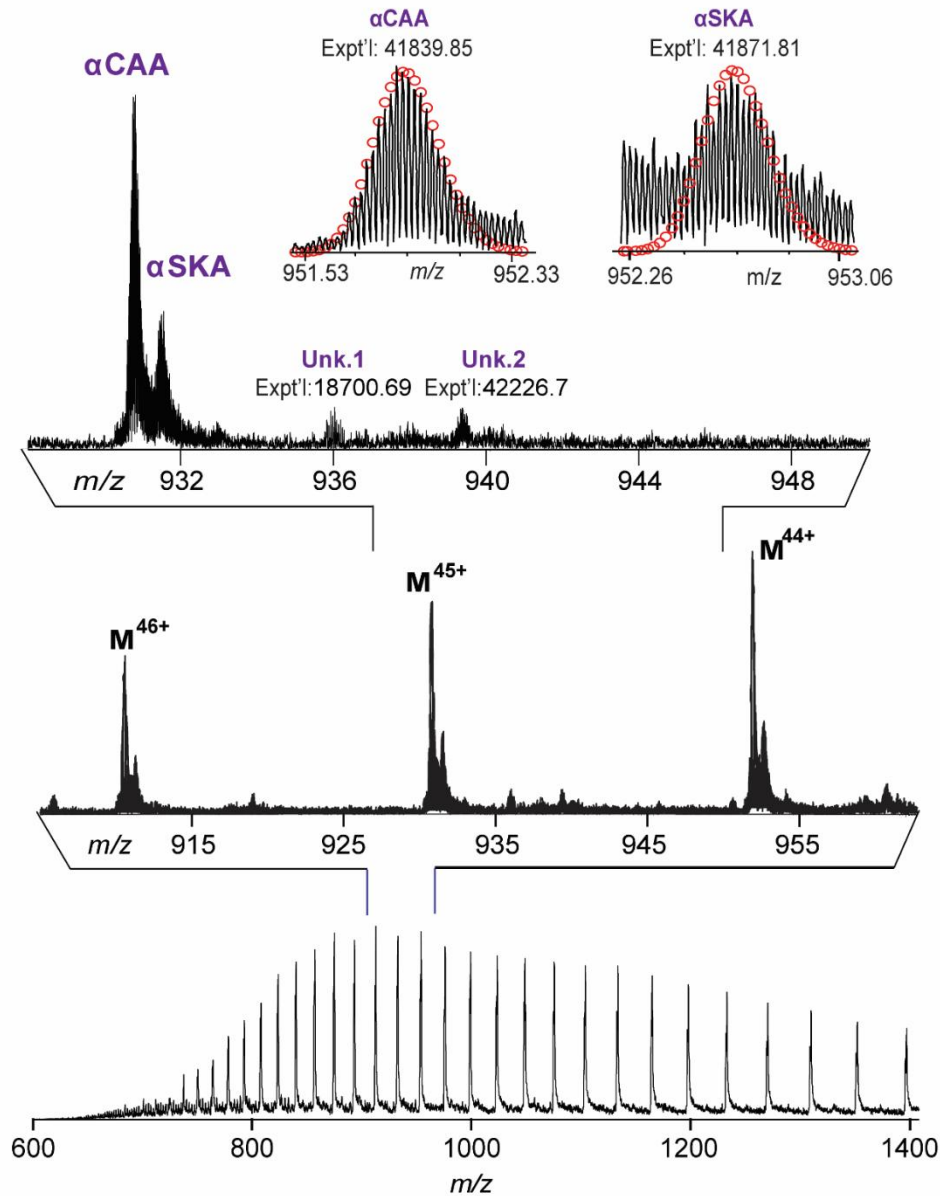 αCAA
Expt'l: 41839.85
αSKA
Expt'l: 41871.81
αCAA
αSKA
951.53 m/z 952.33
952.26 m/z 953.06
Unk.1
Expt'l:18700.69
Unk.2
Expt'l:42226.7
m/z 932 936 940 944 948
M46+
M45+
M44+
m/z 915 925 935 945 955
600 800 1000 1200 1400
m/z